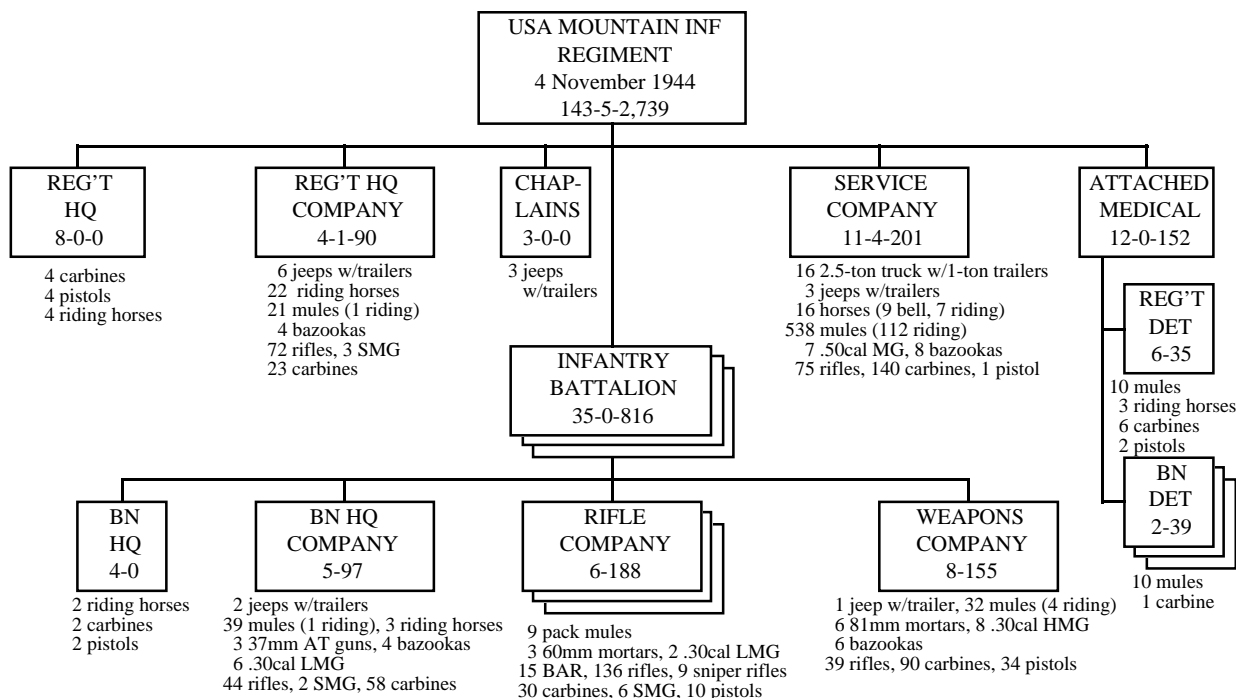 USA MOUNTAIN INF
REGIMENT
4 November 1944
143-5-2,739
REG'T
HQ
8-0-0
4 carbines
4 pistols
4 riding horses
REG'T HQ
COMPANY
4-1-90
6 jeeps w/trailers
22 riding horses
21 mules (1 riding)
4 bazookas
72 rifles, 3 SMG
23 carbines
CHAP-
LAINS
3-0-0
3 jeeps
w/trailers
SERVICE
COMPANY
11-4-201
16 2.5-ton truck w/1-ton trailers
3 jeeps w/trailers
16 horses (9 bell, 7 riding)
538 mules (112 riding)
7 .50cal MG, 8 bazookas
75 rifles, 140 carbines, 1 pistol
ATTACHED
MEDICAL
12-0-152
REG'T
DET
6-35
10 mules
3 riding horses
6 carbines
2 pistols
BN
DET
2-39
10 mules
1 carbine
INFANTRY
BATTALION
35-0-816
BN
HQ
4-0
2 riding horses
2 carbines
2 pistols
BN HQ
COMPANY
5-97
2 jeeps w/trailers
39 mules (1 riding), 3 riding horses
3 37mm AT guns, 4 bazookas
6 .30cal LMG
44 rifles, 2 SMG, 58 carbines
RIFLE
COMPANY
6-188
9 pack mules
3 60mm mortars, 2 .30cal LMG
15 BAR, 136 rifles, 9 sniper rifles
30 carbines, 6 SMG, 10 pistols
WEAPONS
COMPANY
8-155
1 jeep w/trailer, 32 mules (4 riding)
6 81mm mortars, 8 .30cal HMG
6 bazookas
39 rifles, 90 carbines, 34 pistols